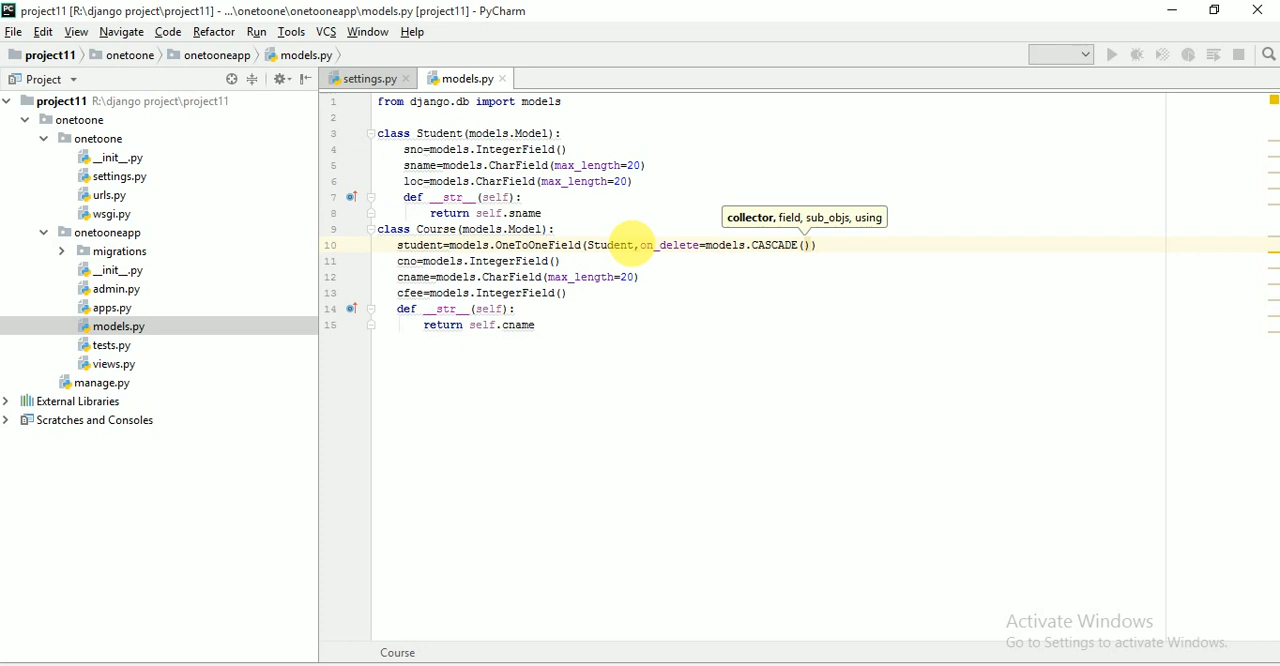 project11 [R:\django project\project11] - ...\onetoone\onetooneapp\models.py [project11] - PyCharm
File Edit View Navigate Code Refactor Run Tools VCS Window Help
project11 onetoone onetooneapp models.py
Project
settings.py models.py
project11 R:\django project\project11
onetoone
onetoone
__init__.py
settings.py
urls.py
wsgi.py
onetooneapp
migrations
__init__.py
admin.py
apps.py
models.py
tests.py
views.py
manage.py
External Libraries
Scratches and Consoles
1 from django.db import models
2
3 class Student(models.Model):
4 sno=models.IntegerField()
5 sname=models.CharField(max_length=20)
6 loc=models.CharField(max_length=20)
7 def __str__(self):
8 return self.sname
collector, field, sub_objs, using
9 class Course(models.Model):
10 student=models.OneToOneField(Student,on_delete=models.CASCADE())
11 cno=models.IntegerField()
12 cname=models.CharField(max_length=20)
13 cfee=models.IntegerField()
14 def __str__(self):
15 return self.cname
Activate Windows
Go to Settings to activate Windows.
Course